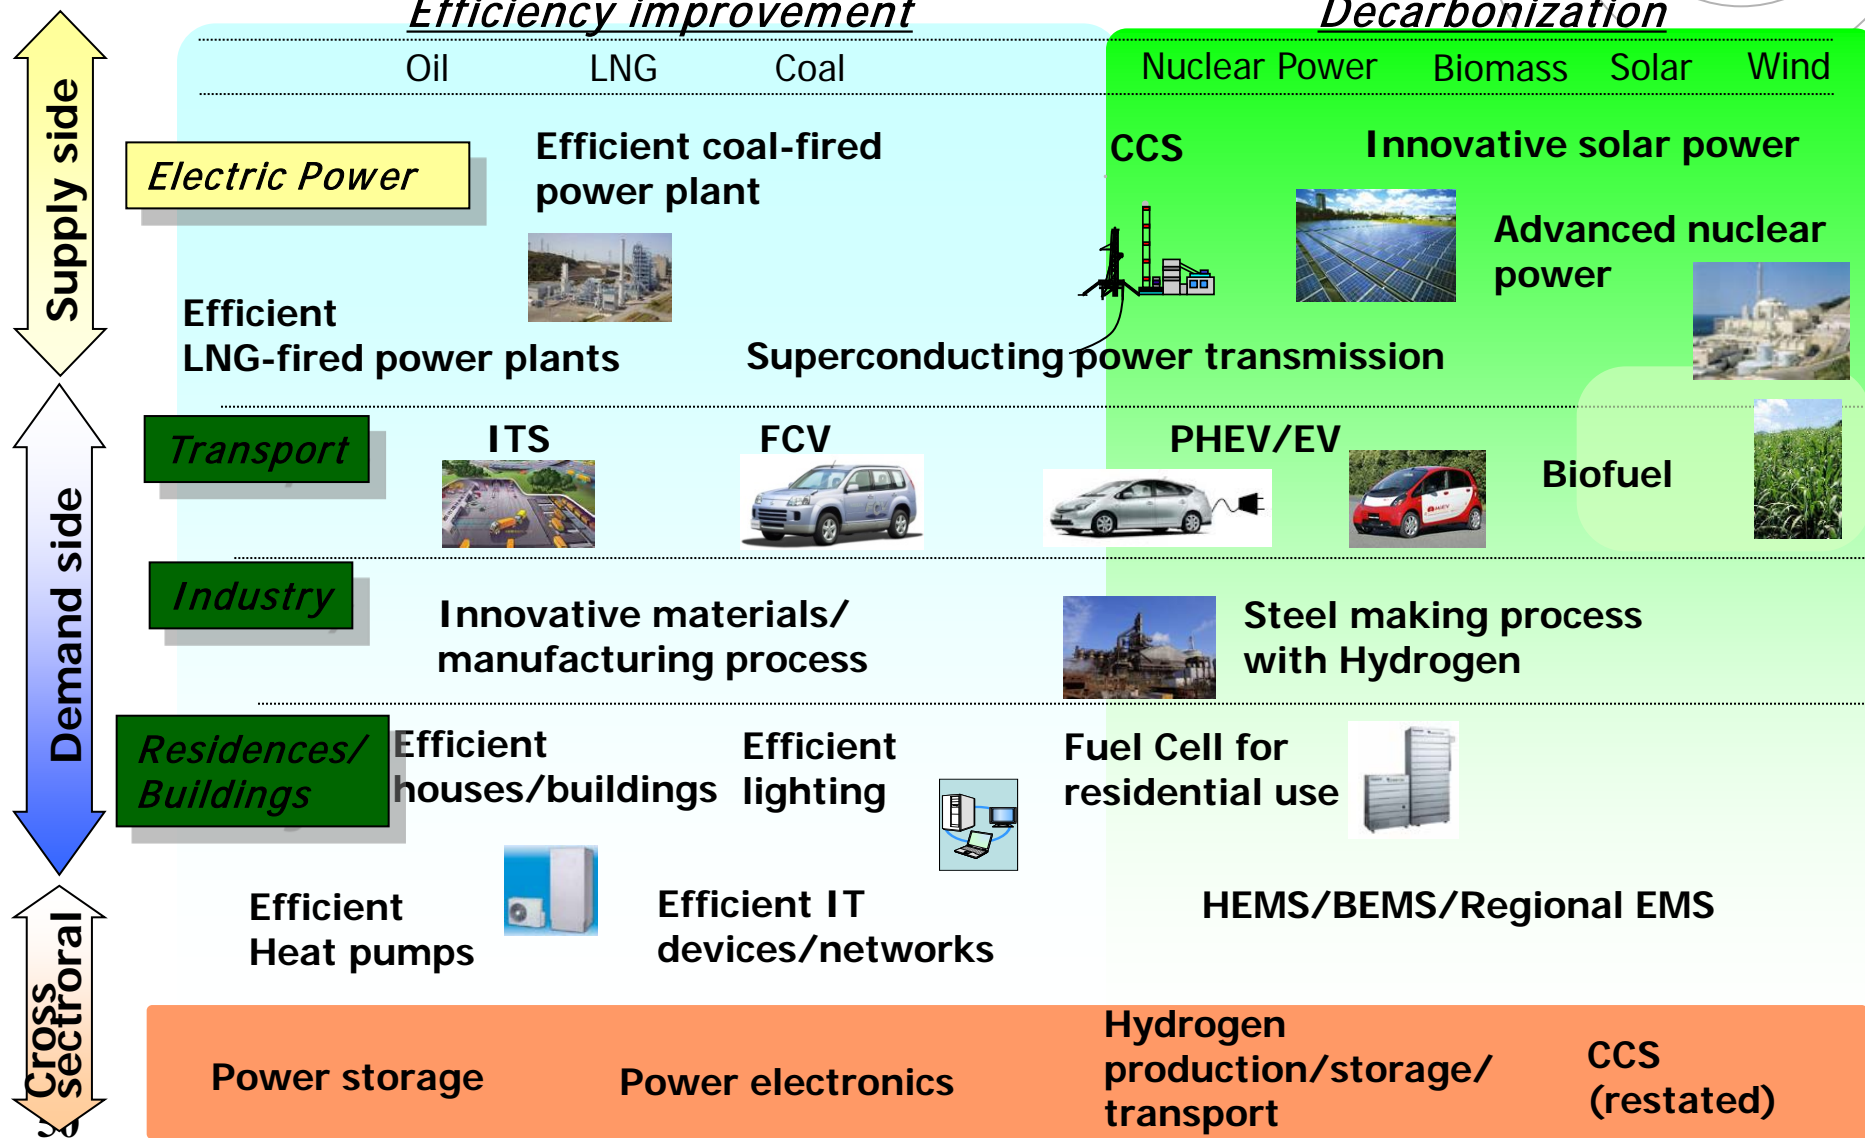 Efficiency improvement
Decarbonization
Oil
LNG
Coal
Nuclear Power
Biomass
Solar
Wind
Supply side
Electric Power
Efficient coal-fired
power plant
CCS
Innovative solar power
Advanced nuclear
power
Efficient
LNG-fired power plants
Superconducting power transmission
Demand side
Transport
ITS
FCV
PHEV/EV
Biofuel
Industry
Innovative materials/
manufacturing process
Steel making process
with Hydrogen
Residences/
Buildings
Efficient
houses/buildings
Efficient
lighting
Fuel Cell for
residential use
Efficient
Heat pumps
Efficient IT
devices/networks
HEMS/BEMS/Regional EMS
Cross
sectroral
Power storage
Power electronics
Hydrogen
production/storage/
transport
CCS
(restated)